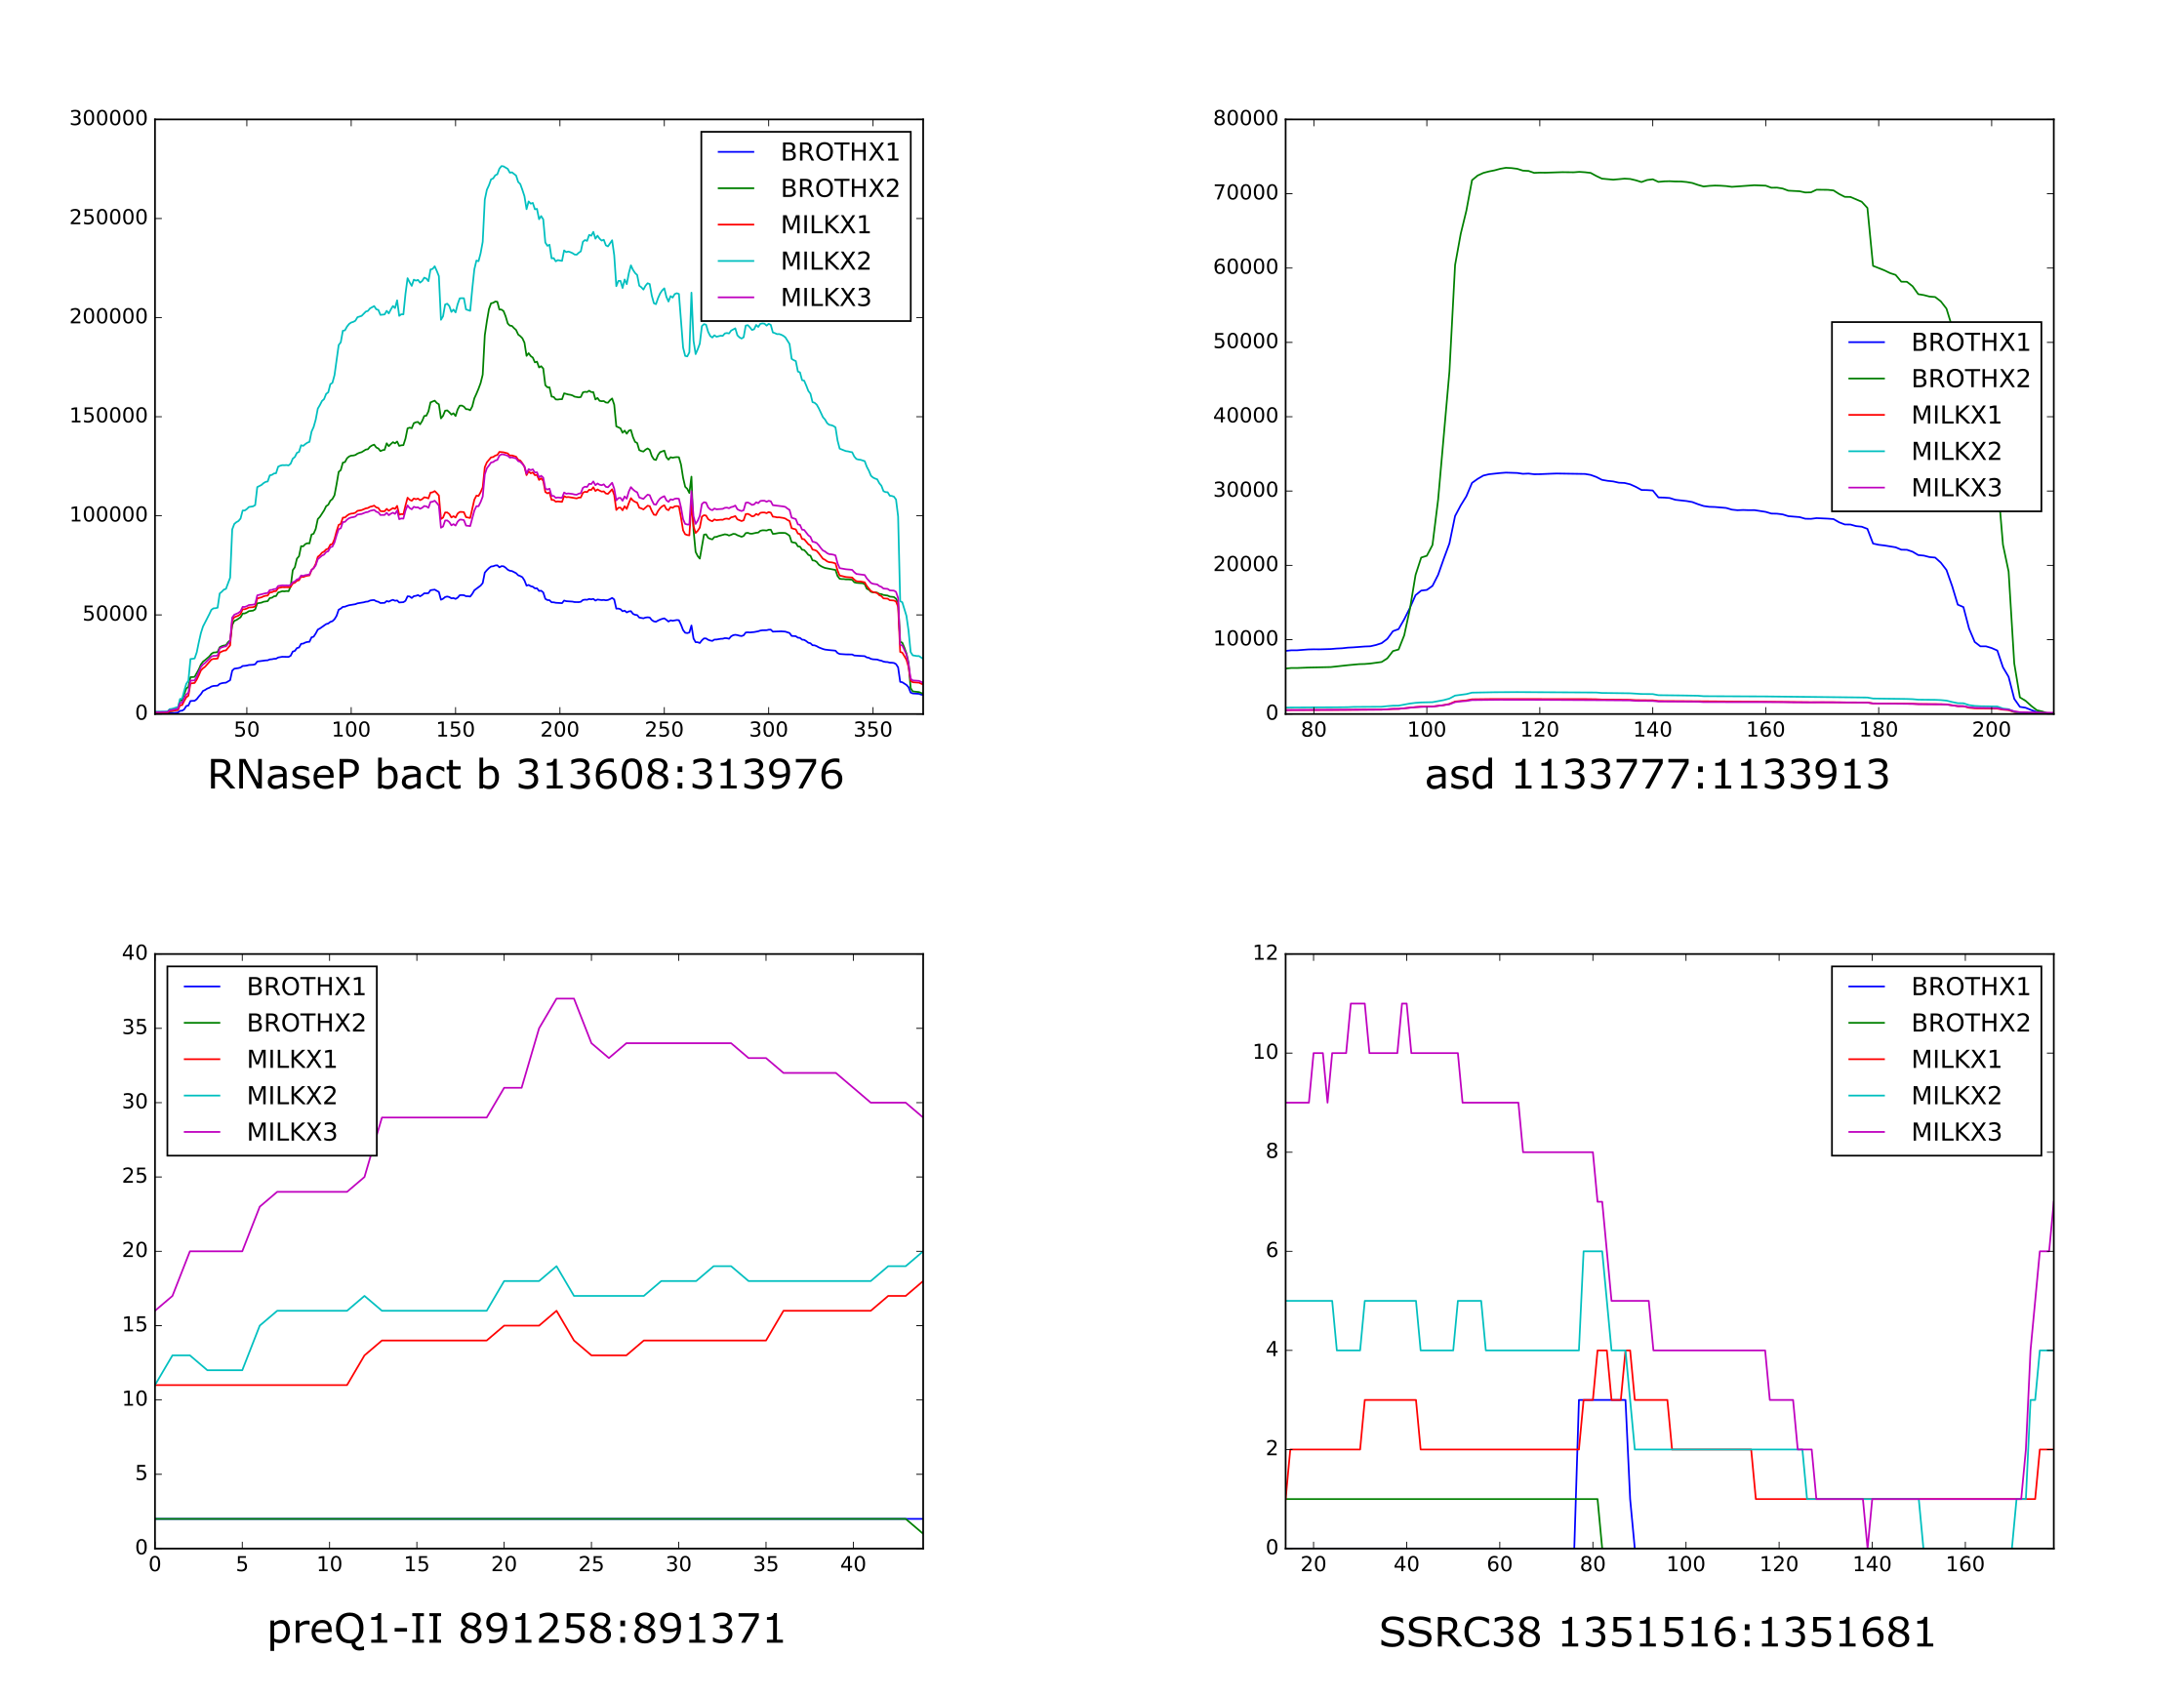 300000
250000
200000
150000
100000
50000
0
50 100 150 200 250 300 350
BROTHX1
BROTHX2
MILKX1
MILKX2
MILKX3
RNaseP bact b 313608:313976
80000
70000
60000
50000
40000
30000
20000
10000
0
80 100 120 140 160 180 200
BROTHX1
BROTHX2
MILKX1
MILKX2
MILKX3
asd 1133777:1133913
40
35
30
25
20
15
10
5
0
0 5 10 15 20 25 30 35 40
BROTHX1
BROTHX2
MILKX1
MILKX2
MILKX3
preQ1-II 891258:891371
12
10
8
6
4
2
0
20 40 60 80 100 120 140 160
BROTHX1
BROTHX2
MILKX1
MILKX2
MILKX3
SSRC38 1351516:1351681